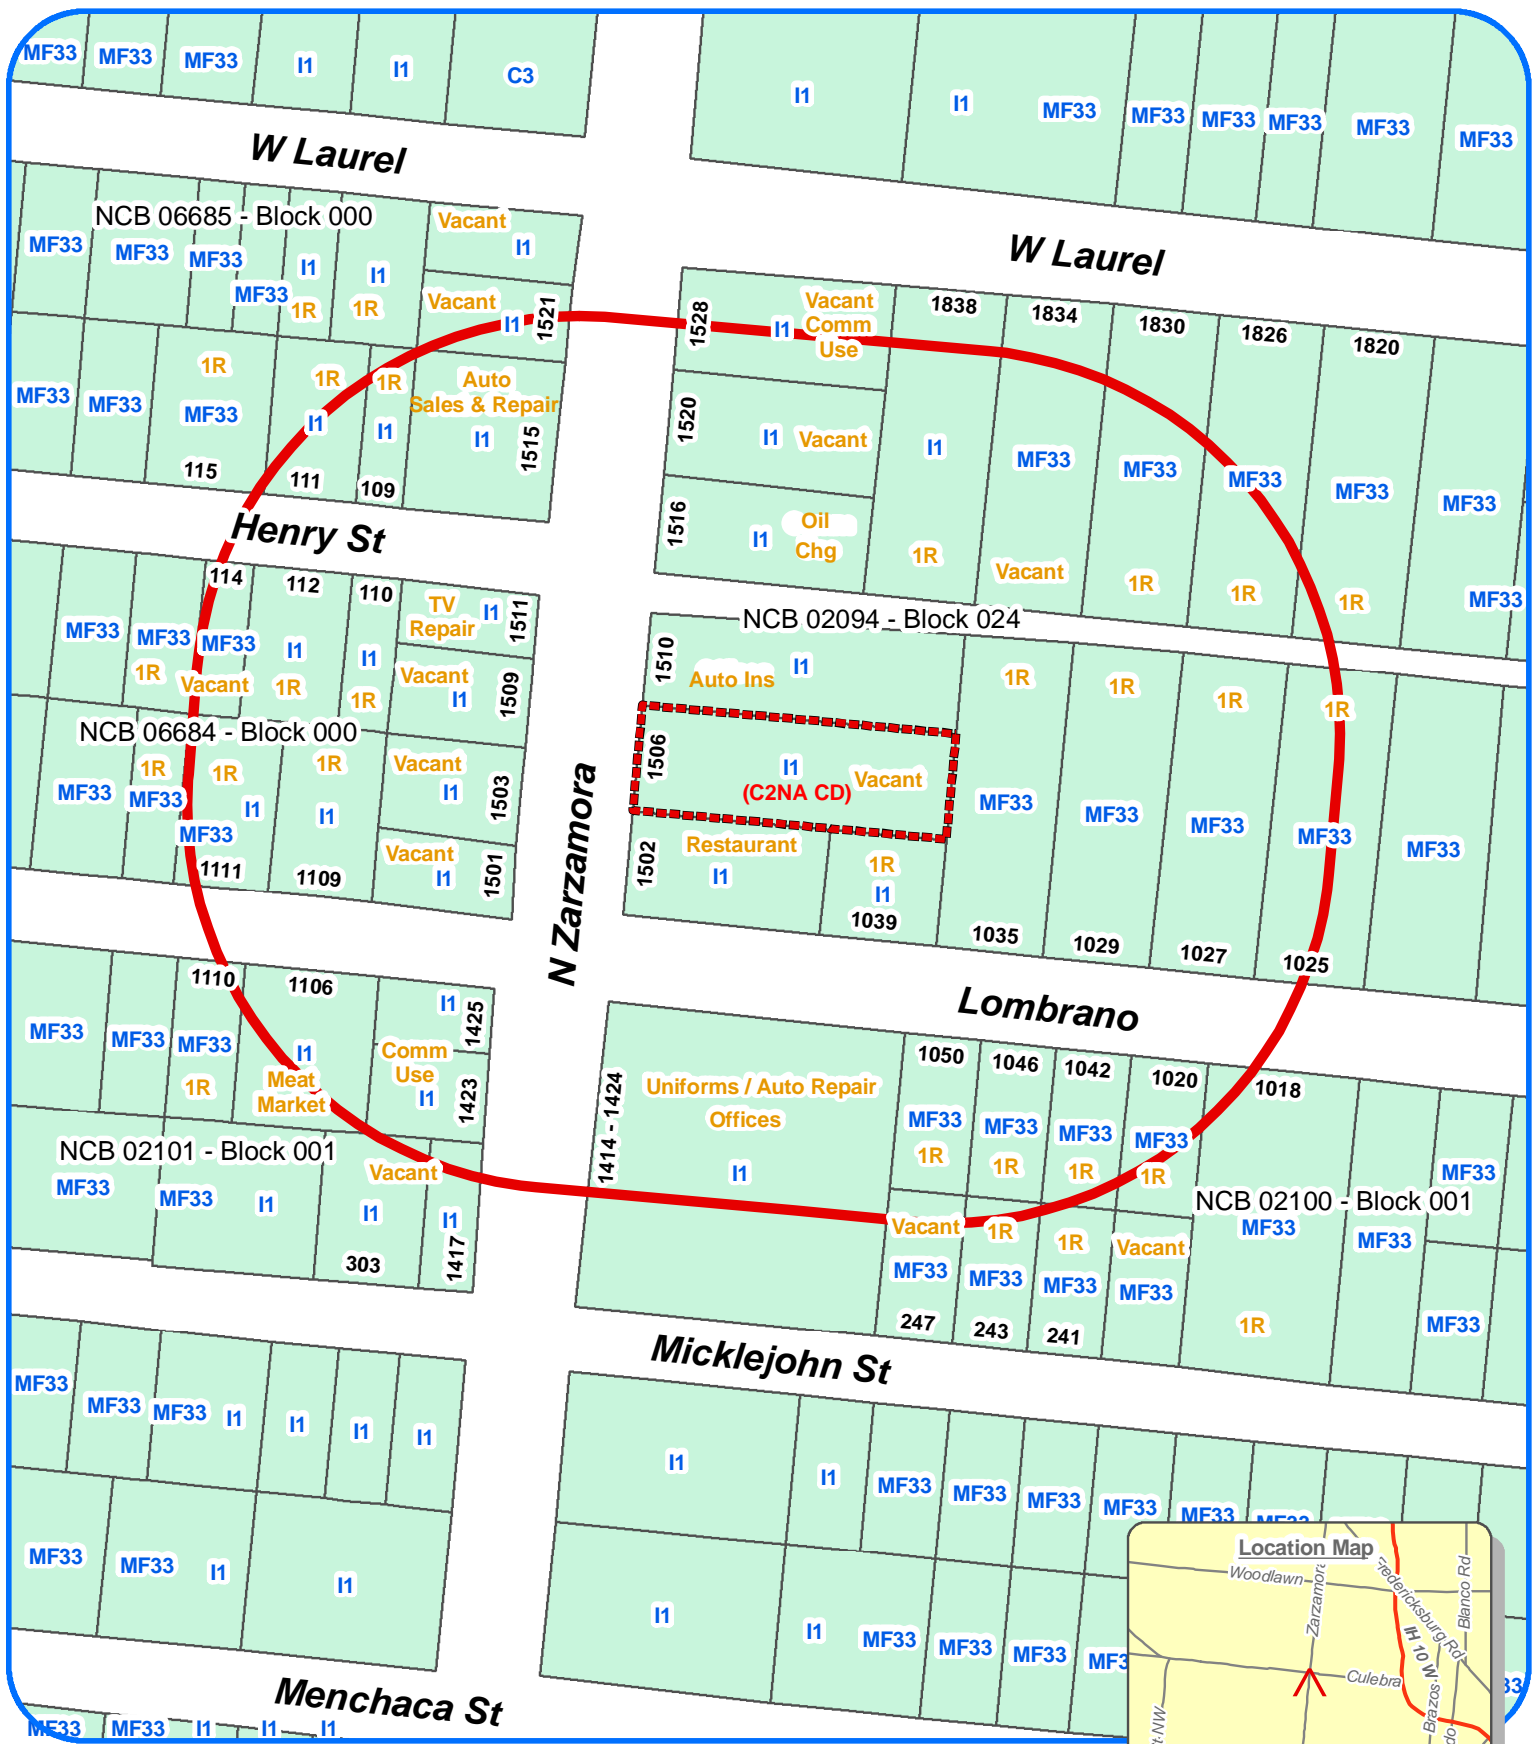 MF33 MF33 MF33 I1 I1 C3 I1 I1 MF33 MF33 MF33 MF33 MF33 MF33
W Laurel
W Laurel
NCB 06685 - Block 000
MF33 MF33 MF33 MF33 I1 1R I1 1R
Vacant
I1
Vacant
I1
1521
MF33 MF33
1R
MF33
115
1R
I1
111
1R
I1
109
Auto
Sales & Repair
I1
1515
1528
I1
Vacant
Comm
Use
1520
I1 Vacant
1516
I1
Oil
Chg
1838
I1
1R
1834
MF33
Vacant
1830
MF33
1R
1826
MF33
1R
1820
MF33
1R
MF33
MF33
Henry St
MF33
MF33
1R
114
MF33
Vacant
112
I1
1R
110
I1
1R
TV
Repair
I1
1511
Vacant
I1
1509
NCB 06684 - Block 000
MF33
1R
MF33
1R
I1
MF33
1111
1R
I1
1109
Vacant
I1
1503
Vacant
I1
1501
NCB 02094 - Block 024
1510
I1
Auto Ins
1506
I1
Vacant
(C2NA CD)
1502
Restaurant
I1
1R
I1
1039
1R
MF33
1035
1R
MF33
1029
1R
MF33
1027
1R
MF33
1025
MF33
N Zarzamora
Lombrano
MF33
MF33
1110
MF33
1R
1106
I1
Meat
Market
I1
1425
Comm
Use
I1
1423
NCB 02101 - Block 001
MF33
MF33
I1
Vacant
I1
303
I1
1417
1414 - 1424
Uniforms / Auto Repair
Offices
I1
1050
MF33
1R
1046
MF33
1R
1042
MF33
1R
1020
MF33
1R
1018
NCB 02100 - Block 001
MF33
1R
MF33
MF33
MF33
Vacant
MF33
247
1R
MF33
243
1R
MF33
241
Vacant
MF33
Micklejohn St
MF33 MF33 MF33 I1 I1 I1 I1
I1 I1 MF33 MF33 MF33 MF33 MF33 MF33
MF33 MF33 I1 I1
I1 I1 MF33 MF33 MF33 MF3
33
Menchaca St
MF33 MF33 I1 I1 I1
Location Map
Woodlawn
Zarzamora
Fredericksburg Rd
Blanco Rd
IH 10 W
Culebra
Brazos